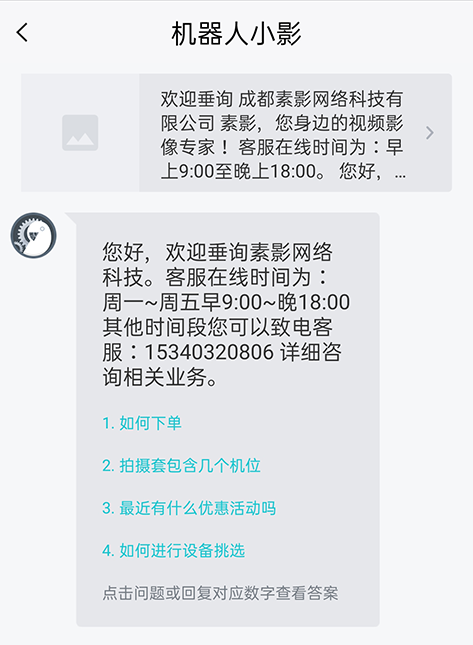 机器人小影
欢迎垂询 成都素影网络科技有
限公司 素影，您身边的视频影
像专家！客服在线时间为：早
上9:00至晚上18:00。 您好，...
您好，欢迎垂询素影网络
科技。客服在线时间为：
周一~周五早9:00~晚18:00
其他时间段您可以致电客
服：15340320806 详细咨
询相关业务。
1. 如何下单
2. 拍摄套包含几个机位
3. 最近有什么优惠活动吗
4. 如何进行设备挑选
点击问题或回复对应数字查看答案